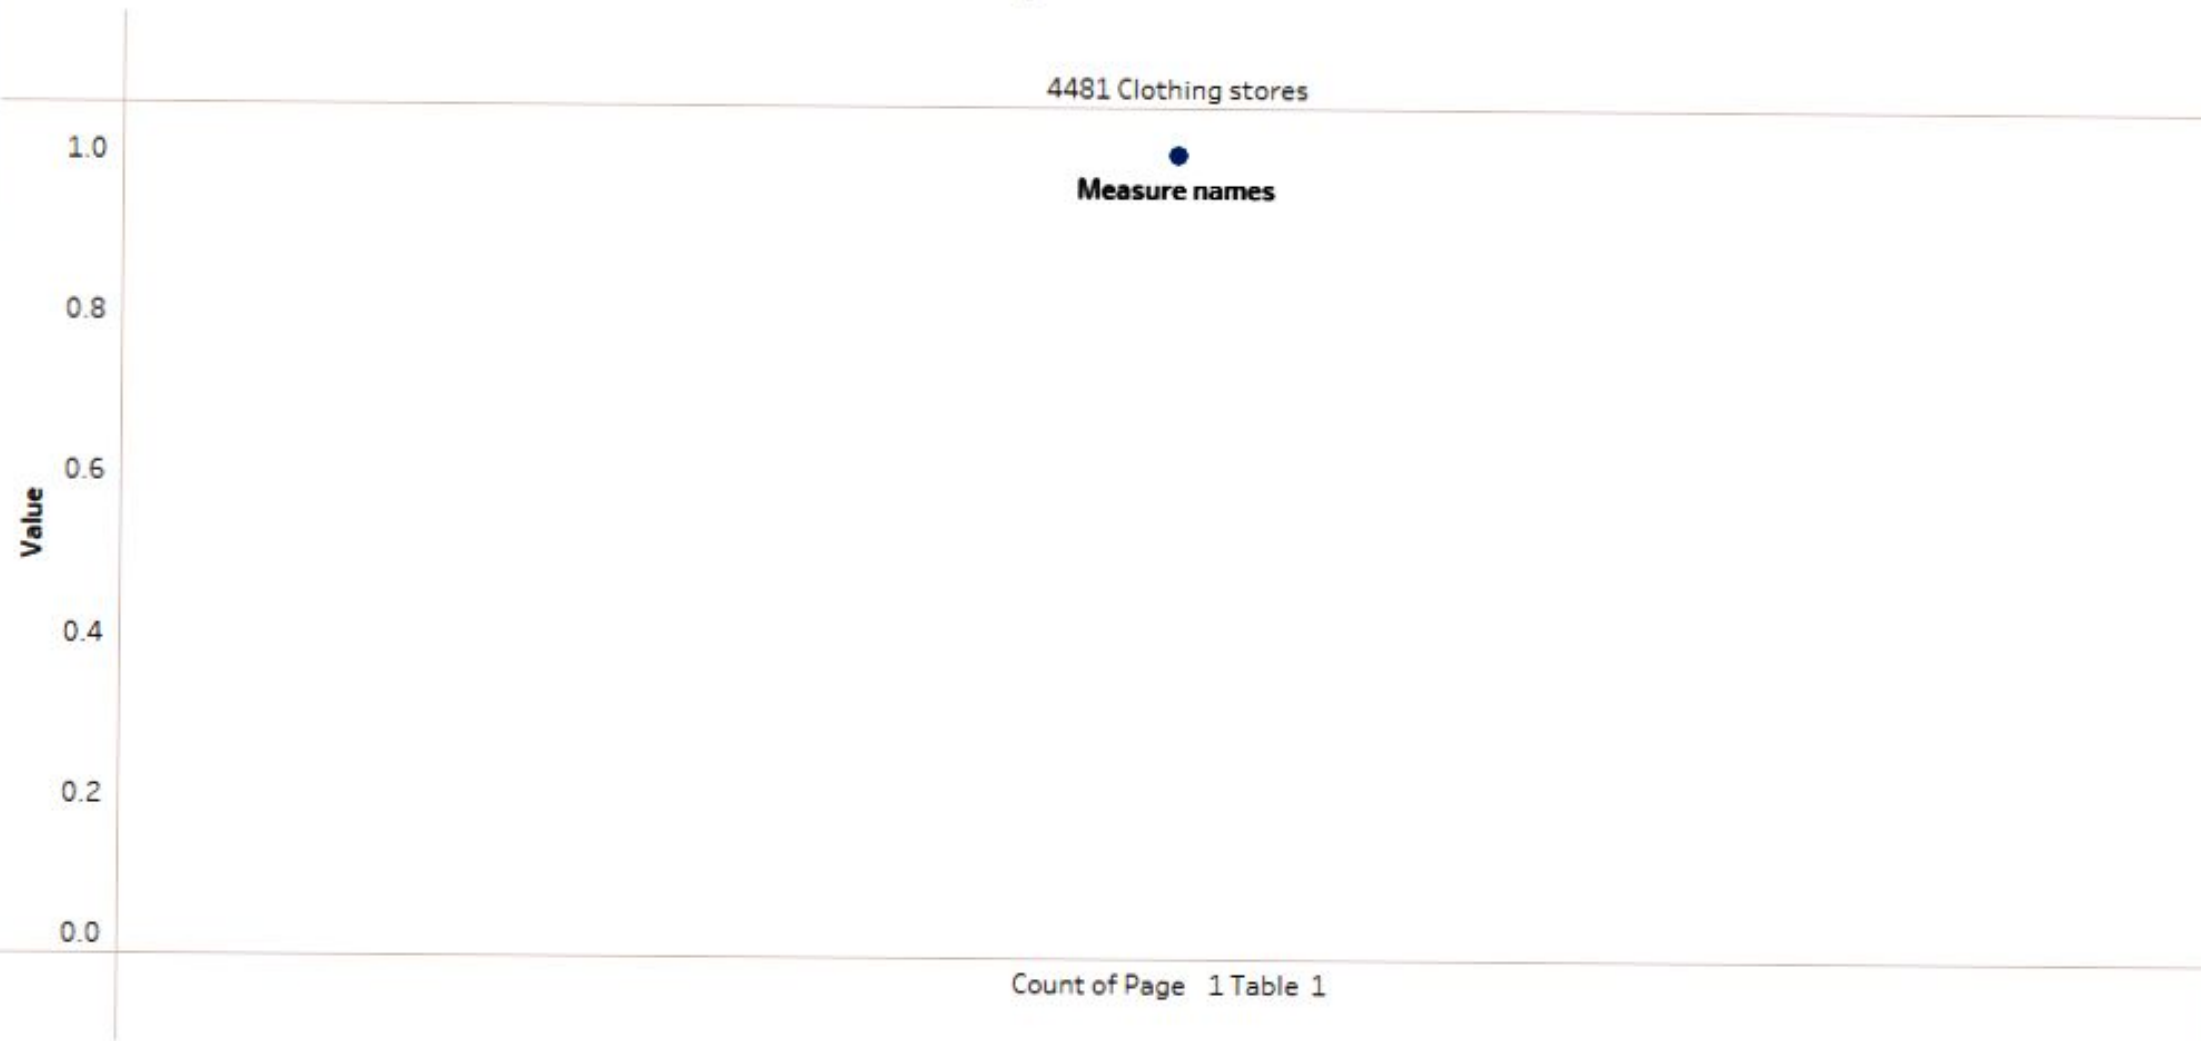 4481 Clothing stores
1.0
Measure names
0.8
0.6
Value
0.4
0.2
0.0
Count of Page 1 Table 1